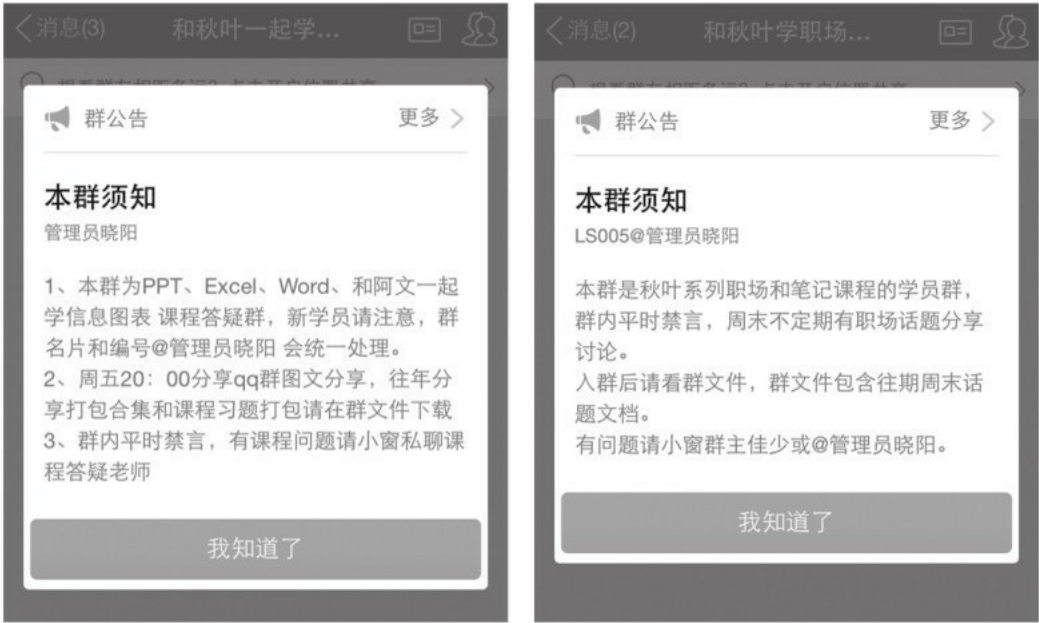 消息(3)
和秋叶一起学...
群公告
更多
本群须知
管理员晓阳
1、本群为PPT、Excel、Word、和阿文一起
学信息图表 课程答疑群，新学员请注意，群
名片和编号@管理员晓阳 会统一处理。
2、周五20：00分享qq群图文分享，往年分
享打包合集和课程习题打包请在群文件下载
3、群内平时禁言，有课程问题请小窗私聊课
程答疑老师
我知道了
消息(2)
和秋叶学职场...
群公告
更多
本群须知
LS005@管理员晓阳
本群是秋叶系列职场和笔记课程的学员群，
群内平时禁言，周末不定期有职场话题分享
讨论。
入群后请看群文件，群文件包含往期周末话
题文档。
有问题请小窗群主佳少或@管理员晓阳。
我知道了